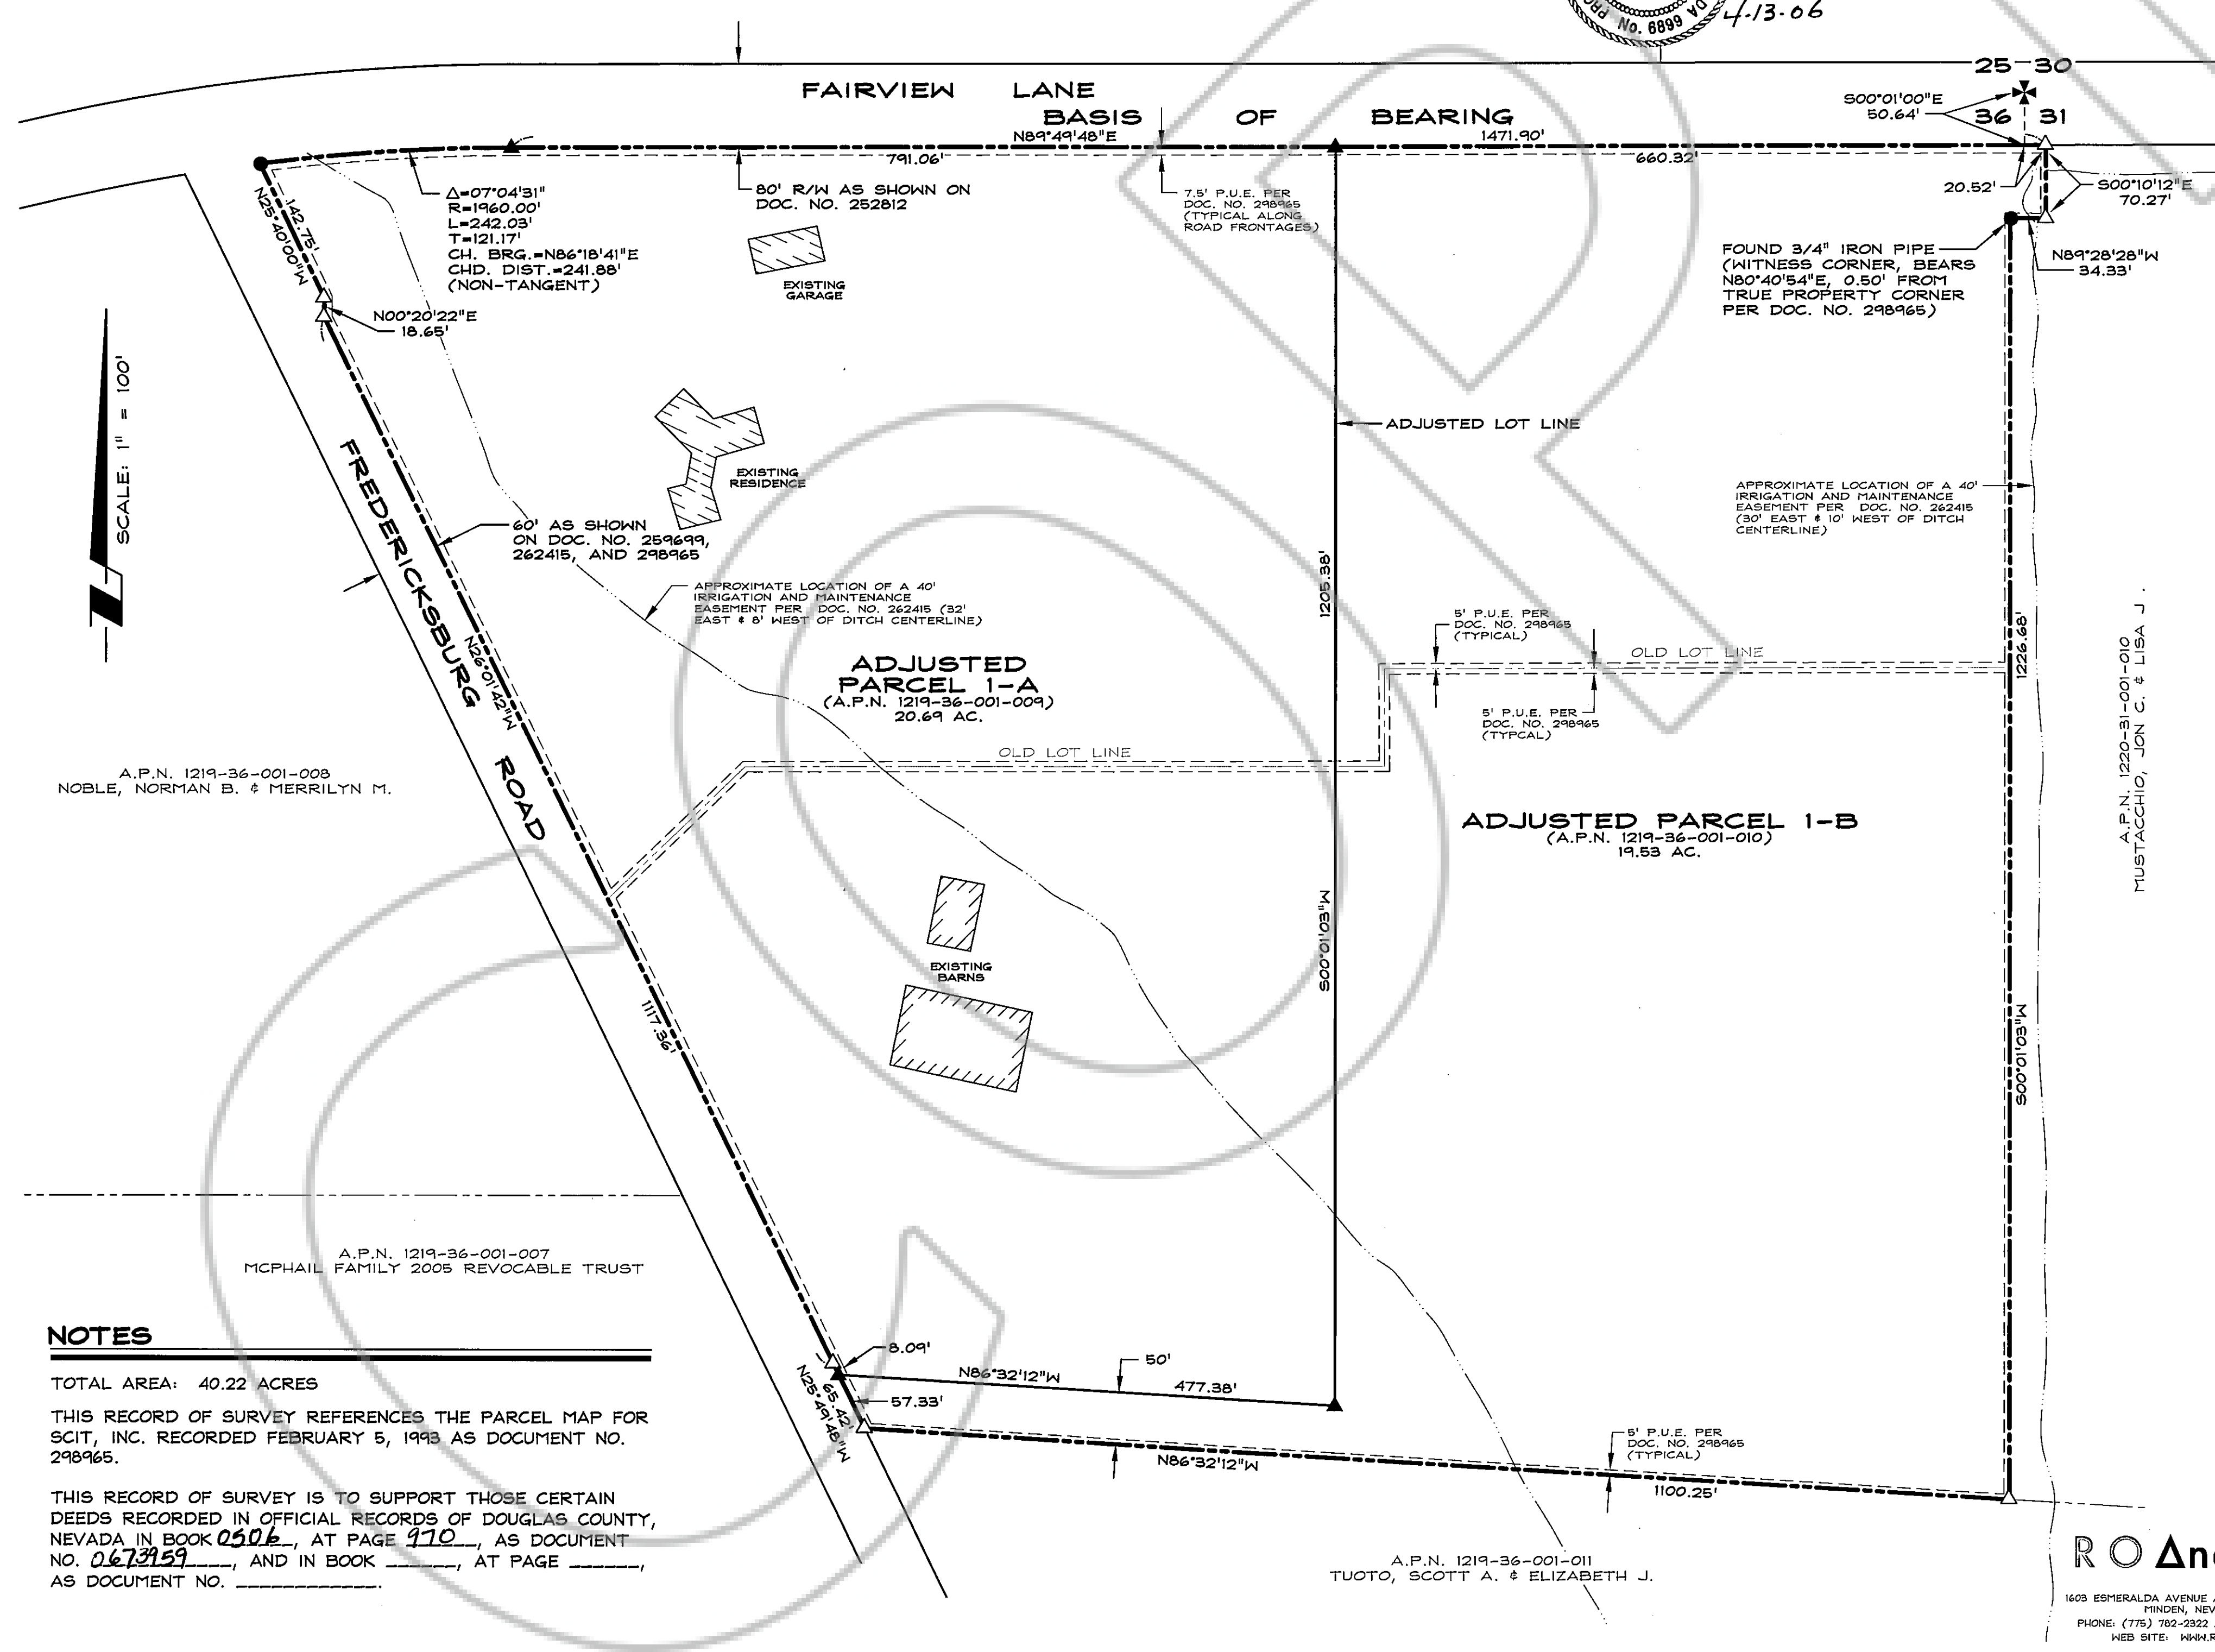 No. 6899
4-13-06
FAIRVIEW LANE
BASIS OF BEARING
N89°49'48"E
1471.90'
791.06'
660.32'
25 30
36 31
S00°01'00"E
50.64'
20.52'
S00°10'12"E
70.27'
N89°28'28"W
34.33'
Δ=07°04'31"
R=1960.00'
L=242.03'
T=121.17'
CH. BRG.=N86°18'41"E
CHD. DIST.=241.88'
(NON-TANGENT)
80' R/W AS SHOWN ON
DOC. NO. 252812
7.5' P.U.E. PER
DOC. NO. 298965
(TYPICAL ALONG
ROAD FRONTAGES)
FOUND 3/4" IRON PIPE
(WITNESS CORNER, BEARS
N80°40'54"E, 0.50' FROM
TRUE PROPERTY CORNER
PER DOC. NO. 298965)
142.75'
N25°40'00"W
N00°20'22"E
18.65'
EXISTING
GARAGE
SCALE: 1" = 100'
EXISTING
RESIDENCE
ADJUSTED LOT LINE
FREDERICKSBURG ROAD
60' AS SHOWN
ON DOC. NO. 259699,
262415, AND 298965
APPROXIMATE LOCATION OF A 40'
IRRIGATION AND MAINTENANCE
EASEMENT PER DOC. NO. 262415
(30' EAST & 10' WEST OF DITCH
CENTERLINE)
APPROXIMATE LOCATION OF A 40'
IRRIGATION AND MAINTENANCE
EASEMENT PER DOC. NO. 262415 (32'
EAST & 8' WEST OF DITCH CENTERLINE)
1205.38'
5' P.U.E. PER
DOC. NO. 298965
(TYPICAL)
OLD LOT LINE
1226.68'
N26°01'42"W
ADJUSTED
PARCEL 1-A
(A.P.N. 1219-36-001-009)
20.69 AC.
5' P.U.E. PER
DOC. NO. 298965
(TYPCAL)
OLD LOT LINE
A.P.N. 1219-36-001-008
NOBLE, NORMAN B. & MERRILYN M.
A.P.N. 1220-31-001-010
MUSTACCHIO, JON C. & LISA J.
ADJUSTED PARCEL 1-B
(A.P.N. 1219-36-001-010)
19.53 AC.
S00°01'03"W
EXISTING
BARNS
1117.36'
S00°01'03"W
A.P.N. 1219-36-001-007
MCPHAIL FAMILY 2005 REVOCABLE TRUST
8.09'
N86°32'12"W
50'
477.38'
65.42'
N25°49'48"W
57.33'
N86°32'12"W
5' P.U.E. PER
DOC. NO. 298965
(TYPICAL)
1100.25'
NOTES
TOTAL AREA: 40.22 ACRES
THIS RECORD OF SURVEY REFERENCES THE PARCEL MAP FOR
SCIT, INC. RECORDED FEBRUARY 5, 1993 AS DOCUMENT NO.
298965.
THIS RECORD OF SURVEY IS TO SUPPORT THOSE CERTAIN
DEEDS RECORDED IN OFFICIAL RECORDS OF DOUGLAS COUNTY,
NEVADA IN BOOK 0506, AT PAGE 970, AS DOCUMENT
NO. 0673959, AND IN BOOK ______, AT PAGE ______,
AS DOCUMENT NO. ____________.
A.P.N. 1219-36-001-011
TUOTO, SCOTT A. & ELIZABETH J.
R O An
1603 ESMERALDA AVENUE
MINDEN, NEV
PHONE: (775) 782-2322
WEB SITE: WWW.R
COPY